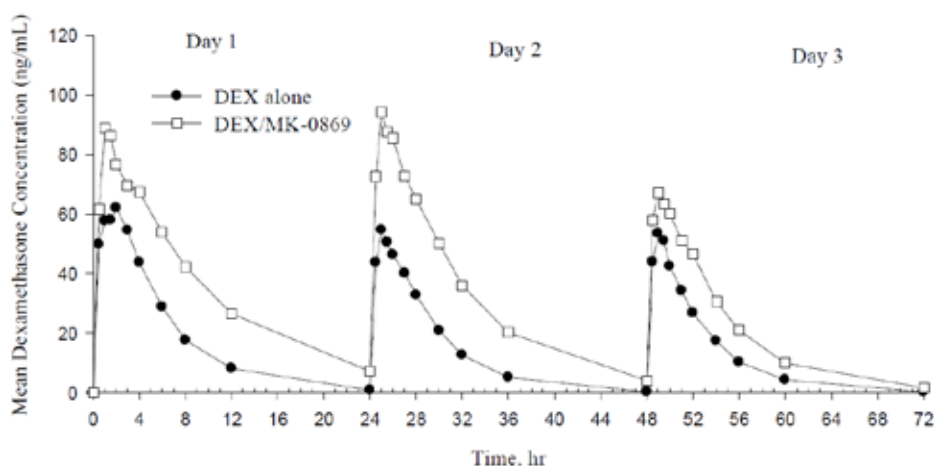 Mean Dexamethasone Concentration (ng/mL)
120
100
80
60
40
20
0
Day 1
Day 2
Day 3
DEX alone
DEX/MK-0869
0 4 8 12 16 20 24 28 32 36 40 44 48 52 56 60 64 68 72
Time, hr